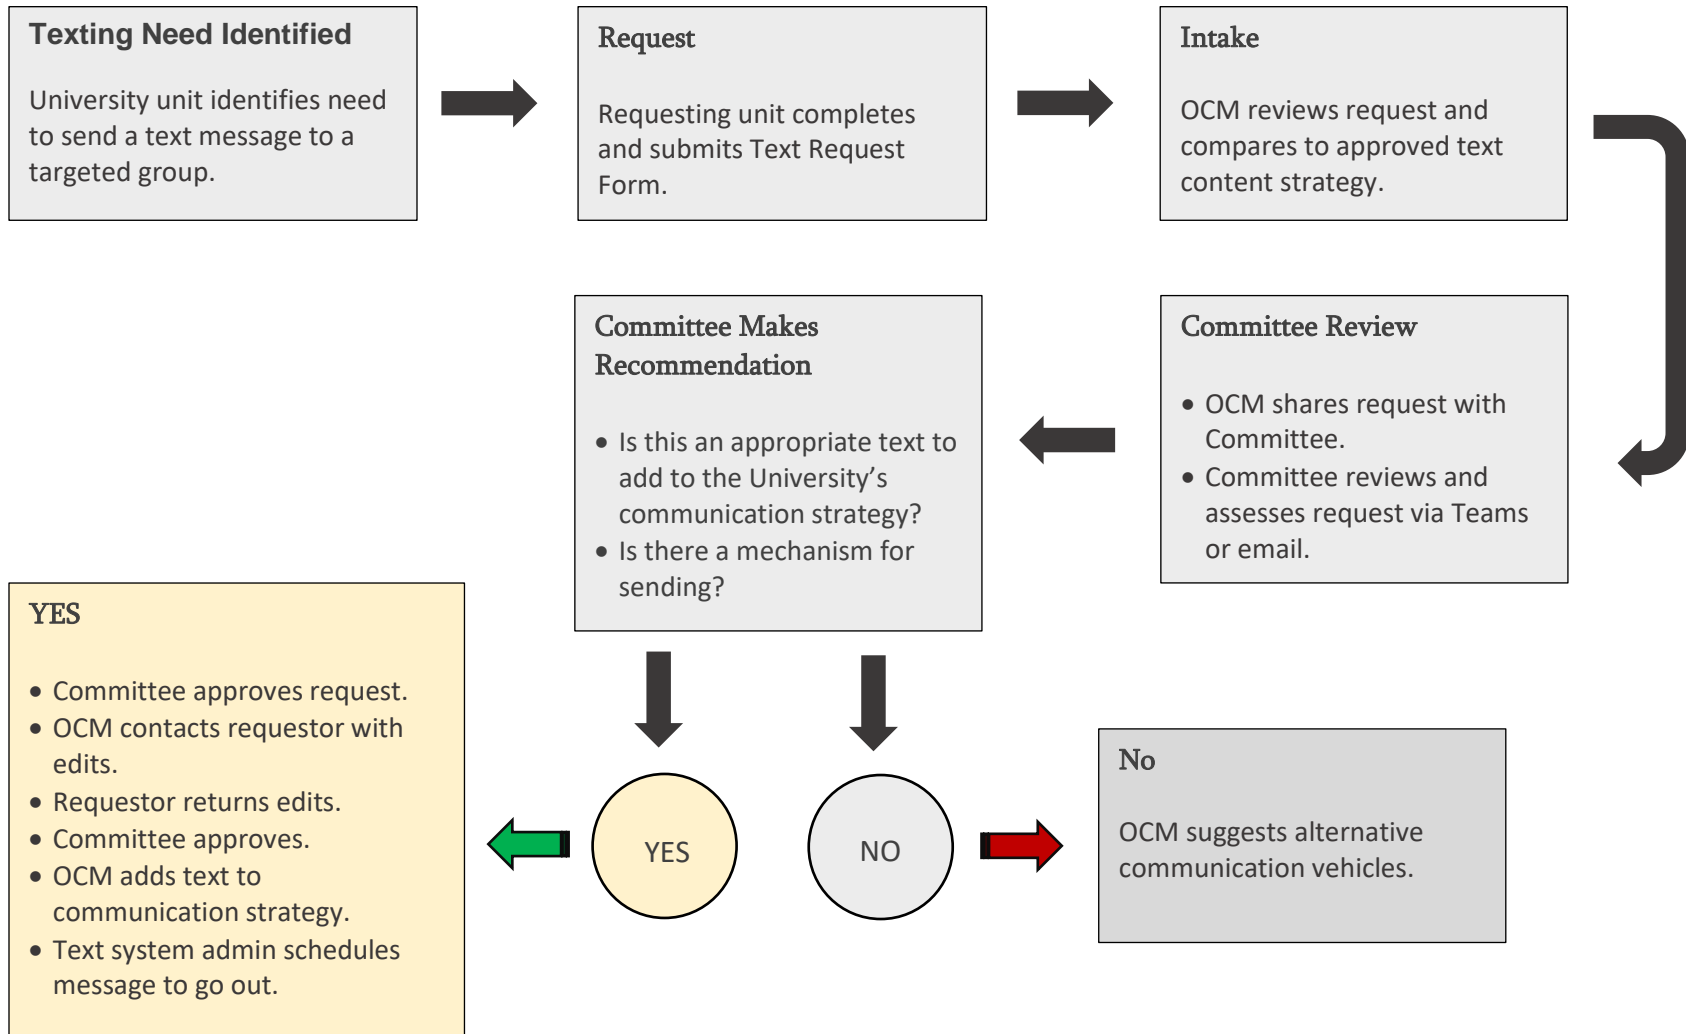 Texting Need Identified
University unit identifies need
to send a text message to a
targeted group.
Request
Requesting unit completes
and submits Text Request
Form.
Intake
OCM reviews request and
compares to approved text
content strategy.
Committee Review
• OCM shares request with
Committee.
• Committee reviews and
assesses request via Teams
or email.
Committee Makes
Recommendation
• Is this an appropriate text to
add to the University’s
communication strategy?
• Is there a mechanism for
sending?
YES
NO
YES
• Committee approves request.
• OCM contacts requestor with
edits.
• Requestor returns edits.
• Committee approves.
• OCM adds text to
communication strategy.
• Text system admin schedules
message to go out.
No
OCM suggests alternative
communication vehicles.